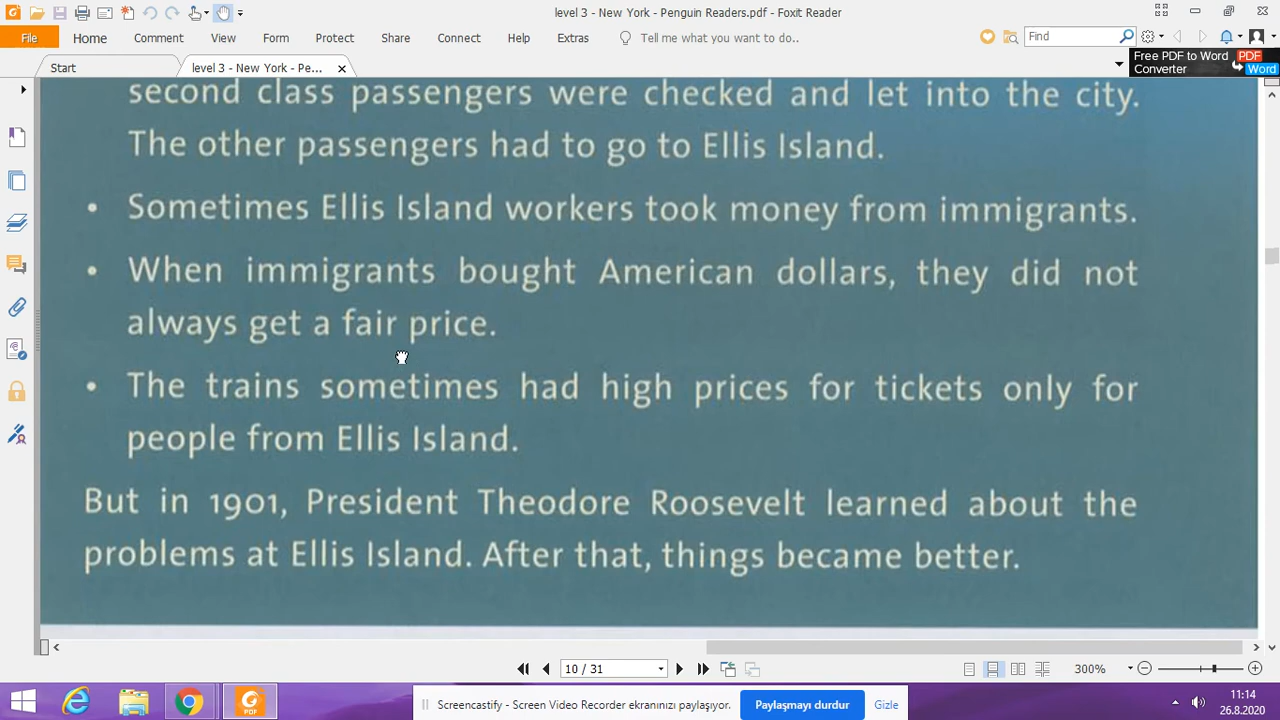 level 3 - New York - Penguin Readers.pdf - Foxit Reader
File Home Comment View Form Protect Share Connect Help Extras Tell me what you want to do.. Find
Start level 3 - New York - Pe...
Free PDF to Word Converter PDF Word
second class passengers were checked and let into the city.
The other passengers had to go to Ellis Island.
• Sometimes Ellis Island workers took money from immigrants.
• When immigrants bought American dollars, they did not
always get a fair price.
• The trains sometimes had high prices for tickets only for
people from Ellis Island.
But in 1901, President Theodore Roosevelt learned about the
problems at Ellis Island. After that, things became better.
10 / 31 300%
Screencastify - Screen Video Recorder ekranınızı paylaşıyor. Paylaşmayı durdur Gizle
11:14
26.8.2020